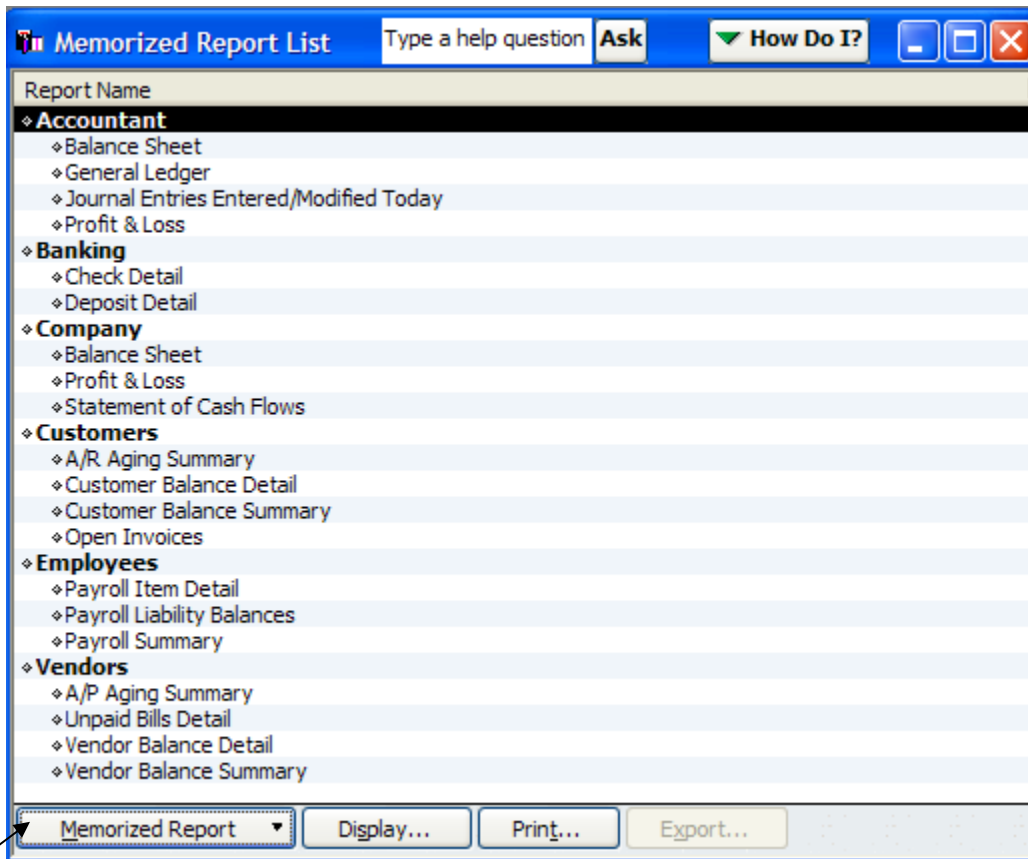 Memorized Report List Type a help question Ask How Do I?
Report Name
Accountant
Balance Sheet
General Ledger
Journal Entries Entered/Modified Today
Profit & Loss
Banking
Check Detail
Deposit Detail
Company
Balance Sheet
Profit & Loss
Statement of Cash Flows
Customers
A/R Aging Summary
Customer Balance Detail
Customer Balance Summary
Open Invoices
Employees
Payroll Item Detail
Payroll Liability Balances
Payroll Summary
Vendors
A/P Aging Summary
Unpaid Bills Detail
Vendor Balance Detail
Vendor Balance Summary
Memorized Report Display... Print... Export...